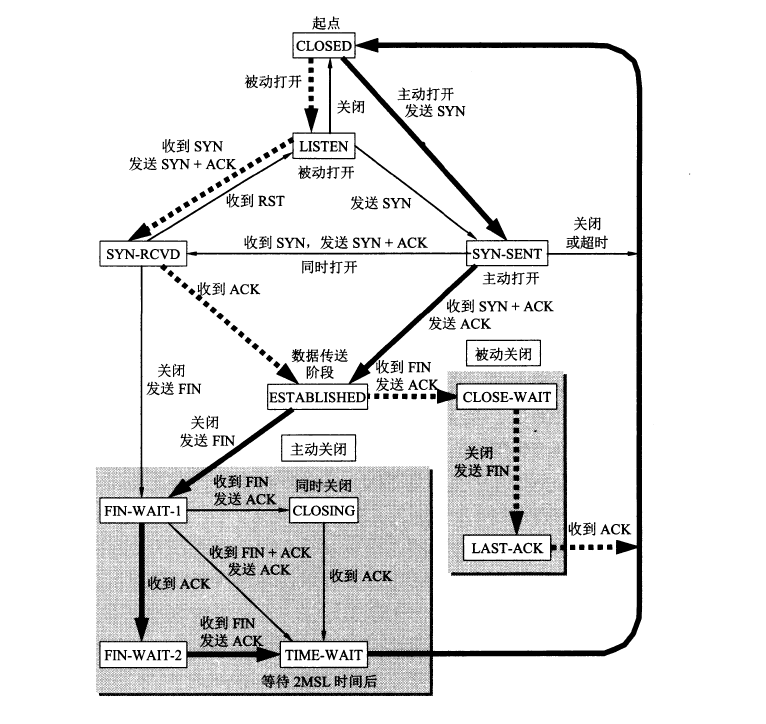 起点
CLOSED
被动打开
关闭
主动打开
发送 SYN
收到 SYN
发送 SYN + ACK
LISTEN
被动打开
收到 RST
发送 SYN
SYN-RCVD
收到 SYN，发送 SYN + ACK
同时打开
SYN-SENT
主动打开
关闭
或超时
收到 ACK
收到 SYN + ACK
发送 ACK
数据传送
阶段
ESTABLISHED
收到 FIN
发送 ACK
被动关闭
CLOSE-WAIT
关闭
发送 FIN
关闭
发送 FIN
主动关闭
关闭
发送 FIN
LAST-ACK
收到 ACK
FIN-WAIT-1
收到 FIN
发送 ACK
同时关闭
CLOSING
收到 FIN + ACK
发送 ACK
收到 ACK
收到 ACK
FIN-WAIT-2
收到 FIN
发送 ACK
TIME-WAIT
等待 2MSL 时间后